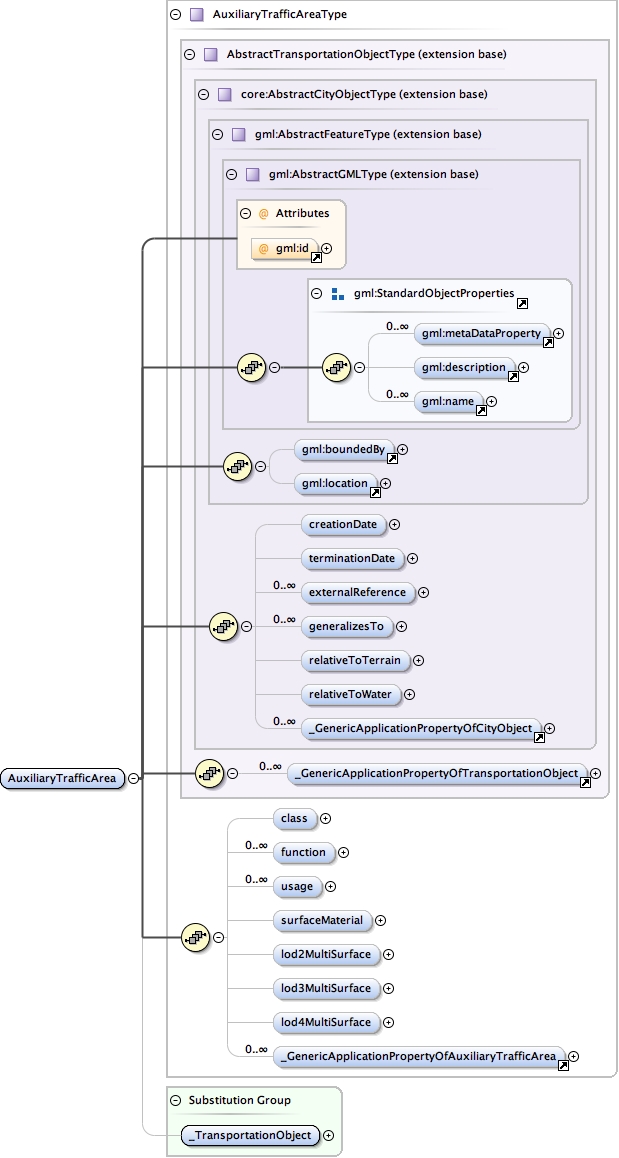 AuxiliaryTrafficAreaType
AbstractTransportationObjectType (extension base)
core:AbstractCityObjectType (extension base)
gml:AbstractFeatureType (extension base)
gml:AbstractGMLType (extension base)
@ Attributes
@ gml:id
gml:StandardObjectProperties
0..∞ gml:metaDataProperty
gml:description
0..∞ gml:name
gml:boundedBy
gml:location
creationDate
terminationDate
0..∞ externalReference
0..∞ generalizesTo
relativeToTerrain
relativeToWater
0..∞ _GenericApplicationPropertyOfCityObject
AuxiliaryTrafficArea
0..∞ _GenericApplicationPropertyOfTransportationObject
class
0..∞ function
0..∞ usage
surfaceMaterial
lod2MultiSurface
lod3MultiSurface
lod4MultiSurface
0..∞ _GenericApplicationPropertyOfAuxiliaryTrafficArea
Substitution Group
_TransportationObject